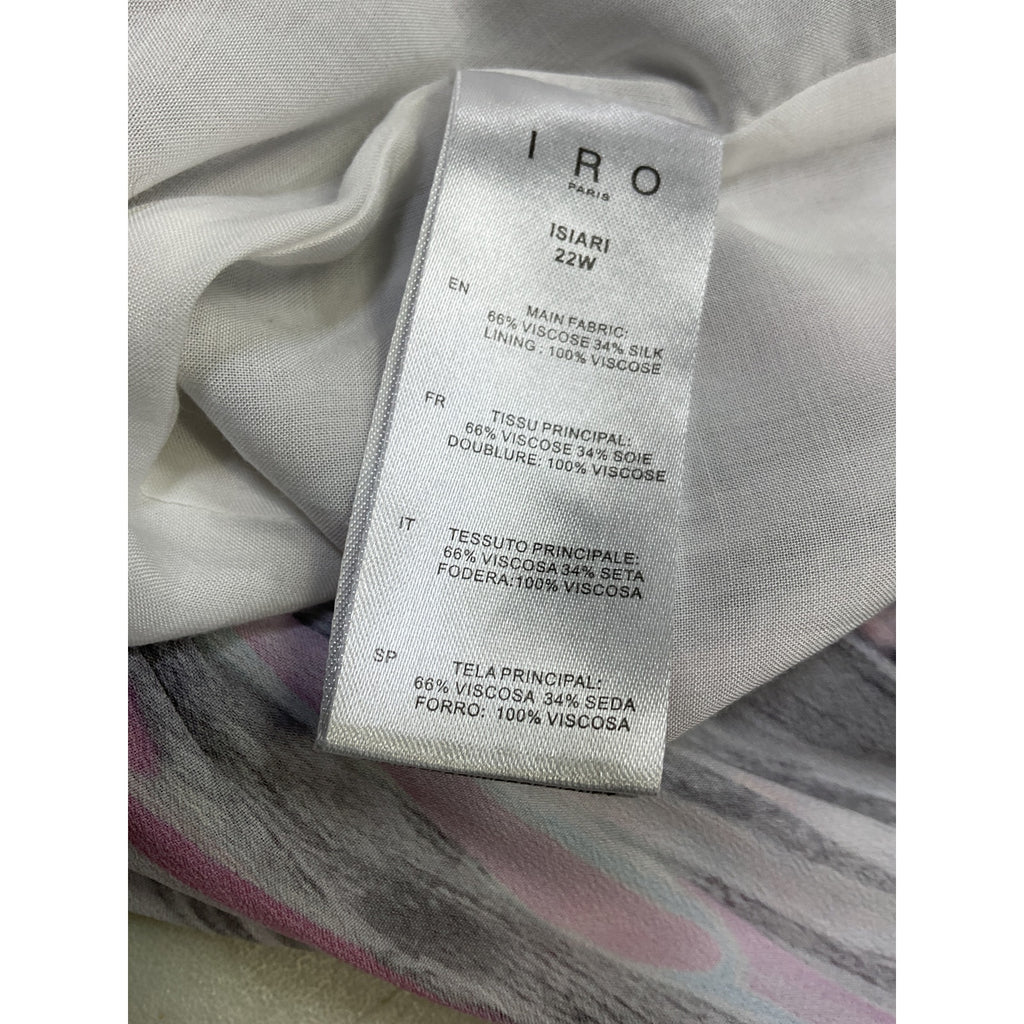 IRO
PARIS
ISIARI
22W
EN
MAIN FABRIC:
66% VISCOSE 34% SILK
LINING : 100% VISCOSE
FR
TISSU PRINCIPAL:
66% VISCOSE 34% SOIE
DOUBLURE: 100% VISCOSE
IT
TESSUTO PRINCIPALE:
66% VISCOSA 34% SETA
FODERA:100% VISCOSA
SP
TELA PRINCIPAL:
66% VISCOSA 34% SEDA
FORRO: 100% VISCOSA